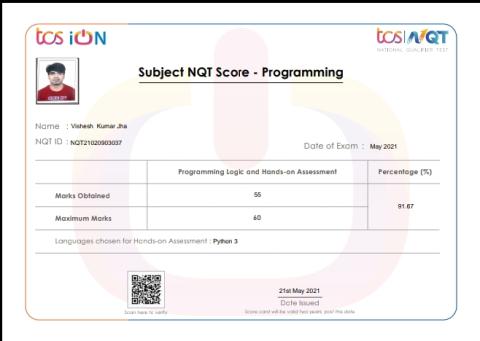 tcs iON
tcs NQT
NATIONAL QUALIFIER TEST
Subject NQT Score - Programming
Name : Vishesh Kumar Jha
NQT ID : NQT21020903037
Date of Exam : May 2021
Programming Logic and Hands-on Assessment Percentage (%)
Marks Obtained 55
91.67
Maximum Marks 60
Languages chosen for Hands-on Assessment : Python 3
21st May 2021
Date Issued
Scan here to verify
Score card will be valid two years, post this date